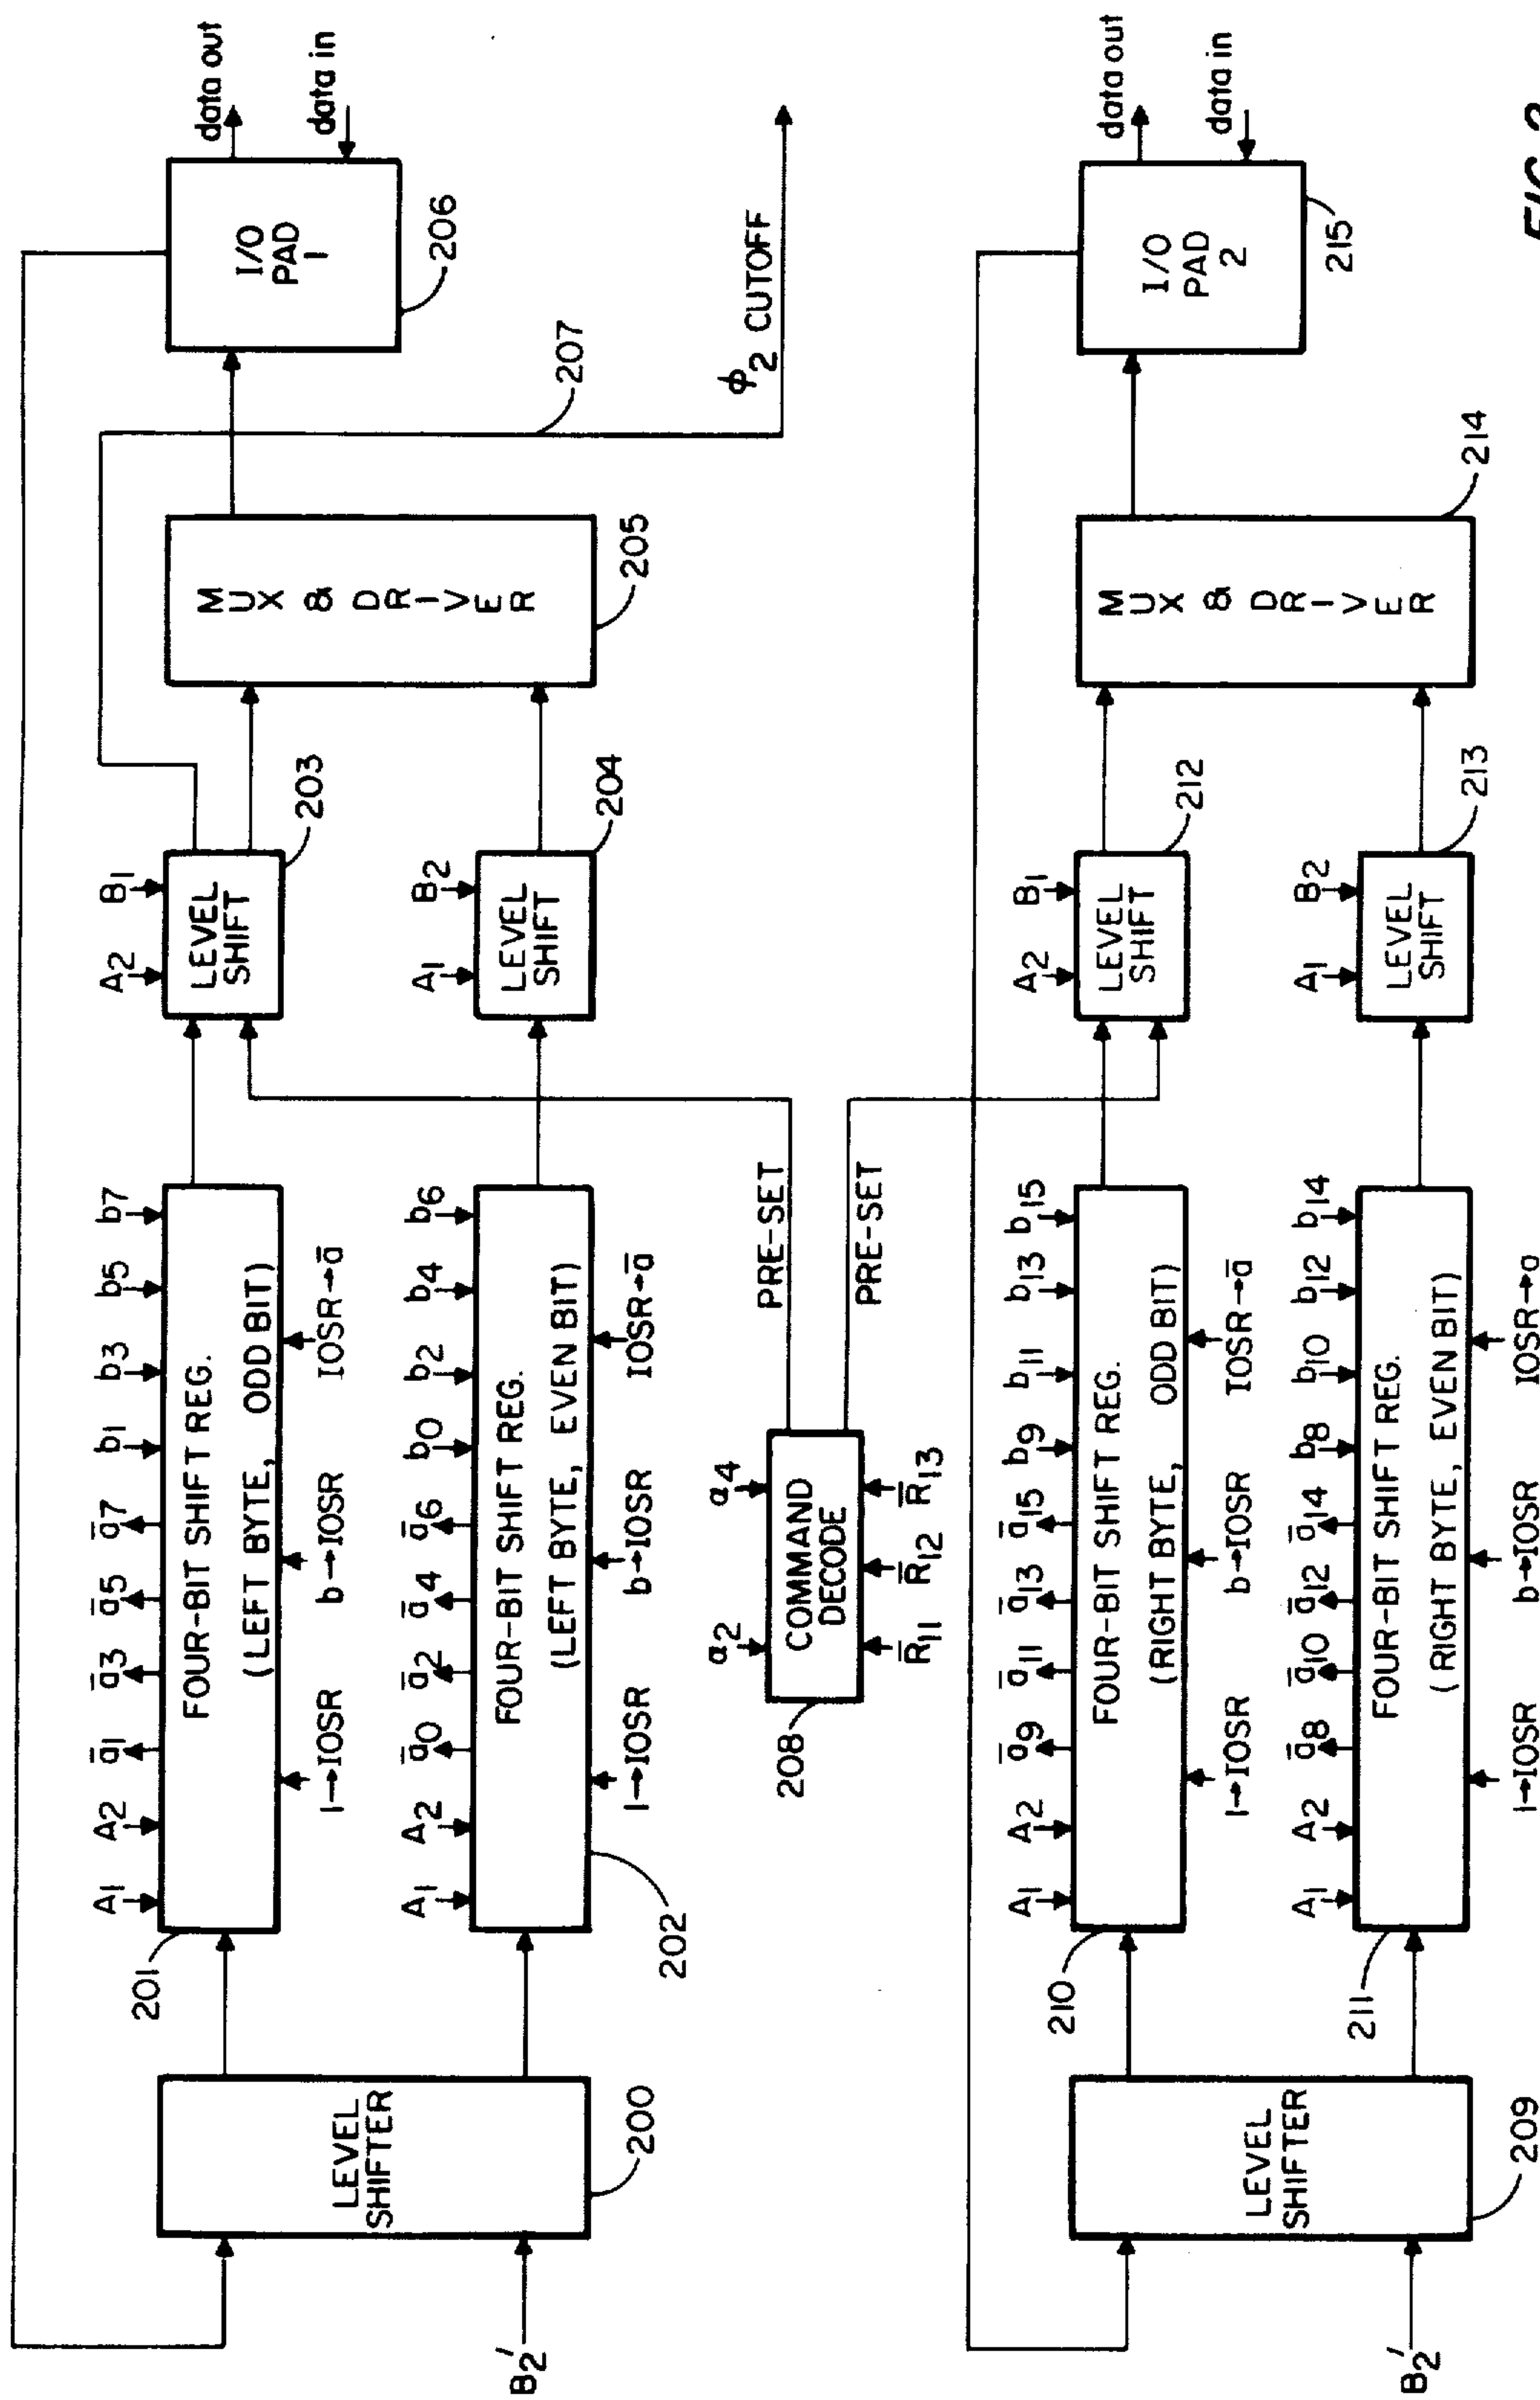 data out
data in
I/O
PAD
1
206
207
ϕ2 CUTOFF
MUX & DRIVER
205
B1
A2
LEVEL
SHIFT
203
B2
A1
LEVEL
SHIFT
204
A1 A2 ā1 ā3 ā5 ā7 b1 b3 b5 b7
FOUR-BIT SHIFT REG.
(LEFT BYTE, ODD BIT)
1→IOSR b→IOSR IOSR→ā
201
A1 A2 ā0 ā2 ā4 ā6 b0 b2 b4 b6
FOUR-BIT SHIFT REG.
(LEFT BYTE, EVEN BIT)
1→IOSR b→IOSR IOSR→ā
202
LEVEL
SHIFTER
200
B2'
PRE-SET
PRE-SET
α2 α4
COMMAND
DECODE
R̄11 R̄12 R̄13
208
data out
data in
I/O
PAD
2
215
MUX & DRIVER
214
A2 B1
LEVEL
SHIFT
212
A1 B2
LEVEL
SHIFT
213
A1 A2 ā9 ā11 ā13 ā15 b9 b11 b13 b15
FOUR-BIT SHIFT REG.
(RIGHT BYTE, ODD BIT)
1→IOSR b→IOSR IOSR→ā
210
A1 A2 ā8 ā10 ā12 ā14 b8 b10 b12 b14
FOUR-BIT SHIFT REG.
(RIGHT BYTE, EVEN BIT)
1→IOSR b→IOSR IOSR→a
211
LEVEL
SHIFTER
209
B2'